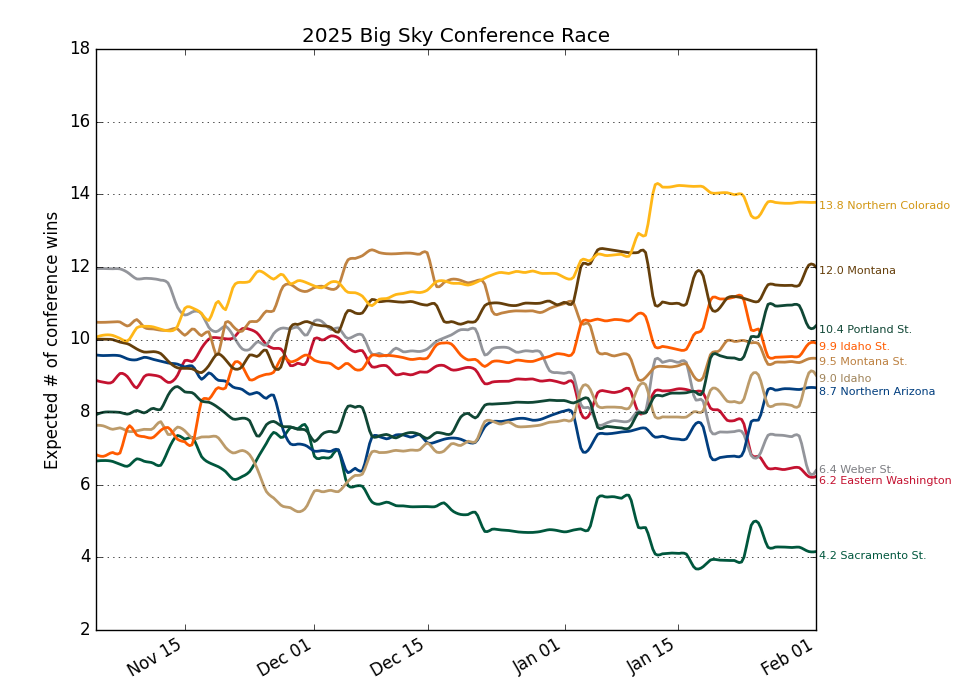 2025 Big Sky Conference Race
Expected # of conference wins
18
16
14
12
10
8
6
4
2
Nov 15
Dec 01
Dec 15
Jan 01
Jan 15
Feb 01
13.8 Northern Colorado
12.0 Montana
10.4 Portland St.
9.9 Idaho St.
9.5 Montana St.
9.0 Idaho
8.7 Northern Arizona
6.4 Weber St.
6.2 Eastern Washington
4.2 Sacramento St.